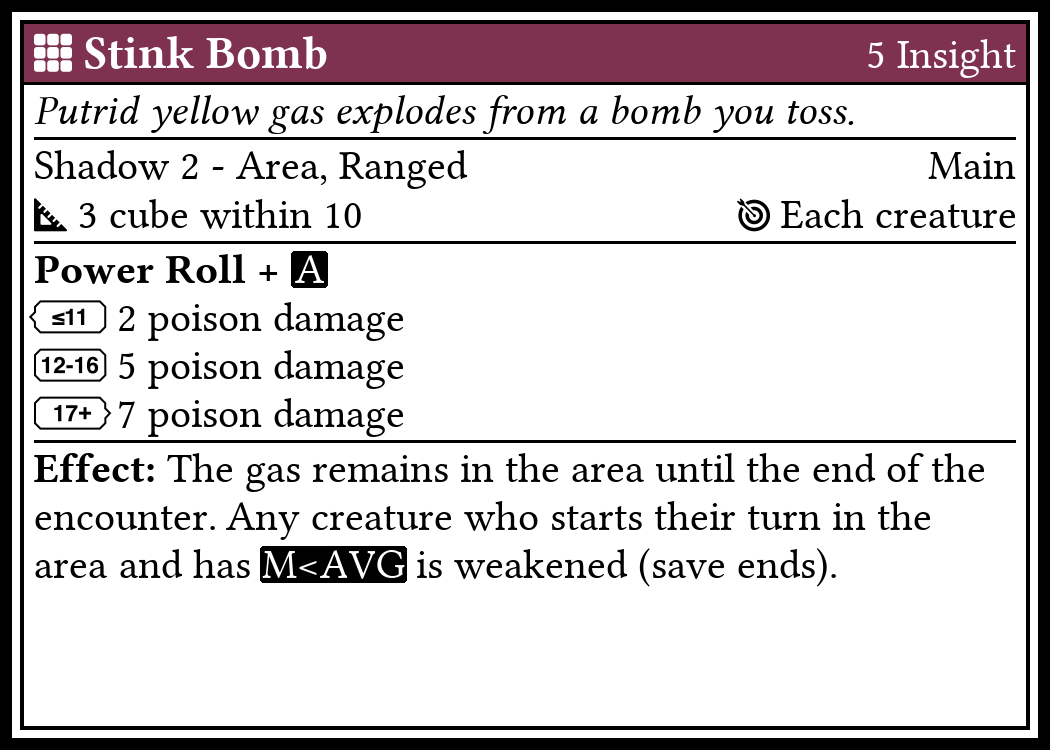 Stink Bomb 5 Insight
Putrid yellow gas explodes from a bomb you toss.
Shadow 2 - Area, Ranged Main
3 cube within 10 Each creature
Power Roll + A
≤11 2 poison damage
12-16 5 poison damage
17+ 7 poison damage
Effect: The gas remains in the area until the end of the
encounter. Any creature who starts their turn in the
area and has M<AVG is weakened (save ends).